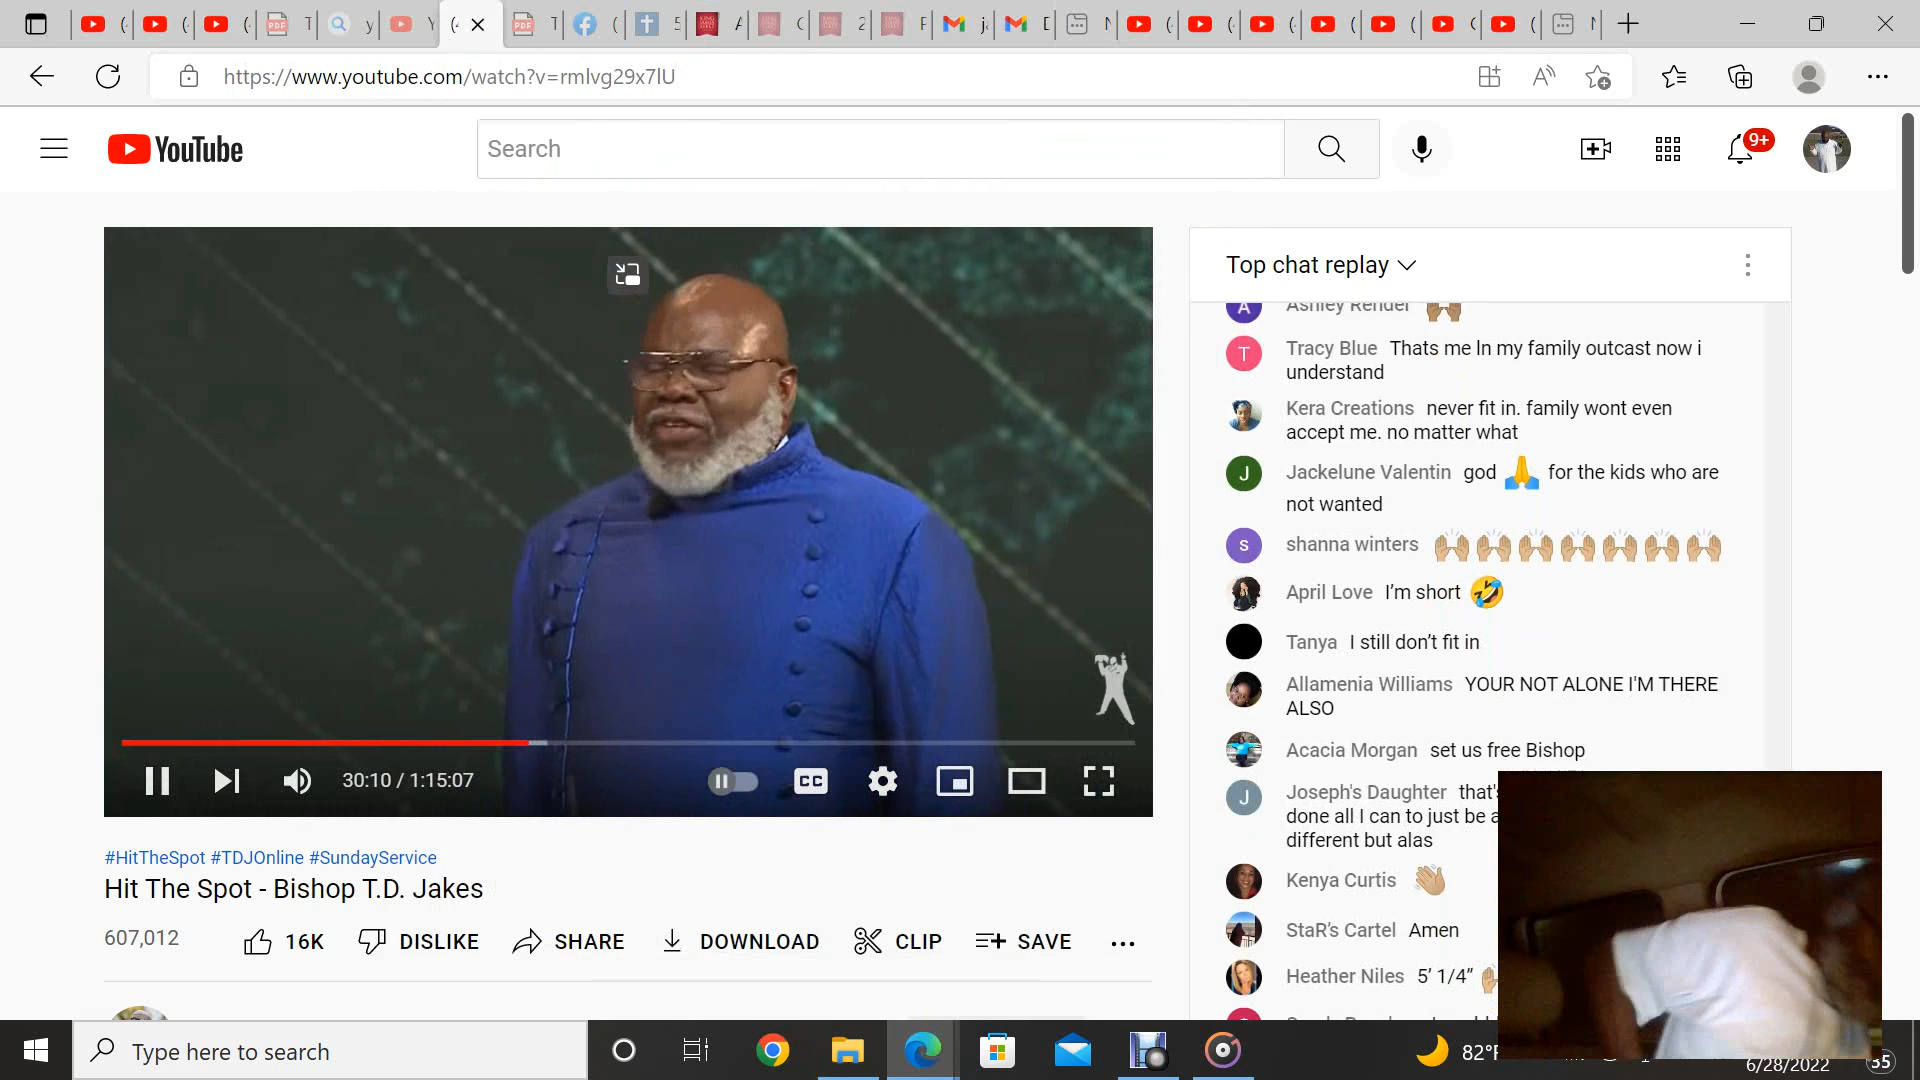 https://www.youtube.com/watch?v=rmlvg29x7lU
YouTube
Search
9+
Top chat replay
Ashley Render
Tracy Blue Thats me In my family outcast now i
understand
Kera Creations never fit in. family wont even
accept me. no matter what
Jackelune Valentin god 🙏 for the kids who are
not wanted
shanna winters 🙌🏼🙌🏼🙌🏼🙌🏼🙌🏼🙌🏼🙌🏼
April Love I’m short 🤣
Tanya I still don’t fit in
Allamenia Williams YOUR NOT ALONE I'M THERE
ALSO
Acacia Morgan set us free Bishop
Joseph's Daughter that's
done all I can to just be a
different but alas
Kenya Curtis 👋🏼
StaR’s Cartel Amen
Heather Niles 5’ 1/4”
30:10 / 1:15:07
CC
#HitTheSpot #TDJOnline #SundayService
Hit The Spot - Bishop T.D. Jakes
607,012
16K DISLIKE SHARE DOWNLOAD CLIP SAVE
Type here to search
82°F
6/28/2022
35